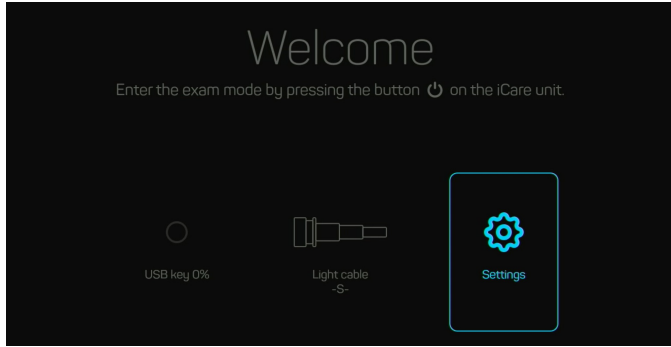 Welcome
Enter the exam mode by pressing the button on the iCare unit.
USB key 0%
Light cable
-S-
Settings